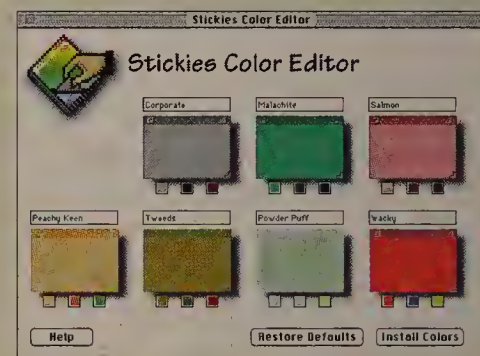 Stickies Color Editor
Stickies Color Editor
Corporate
Malachite
Salmon
Peachy Keen
Tweeds
Powder Puff
Wacky
Help
Restore Defaults
Install Colors